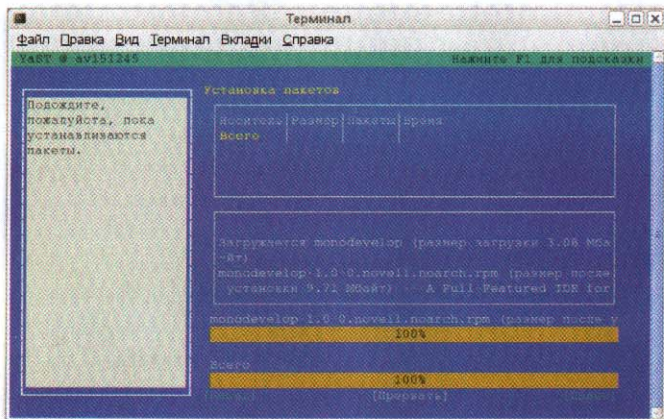 Терминал
Файл Правка Вид Терминал Вкладки Справка
YaST @ av151245 Нажмите F1 для подсказки
Установка пакетов
Подождите,
пожалуйста, пока
устанавливаются
пакеты.
Носитель|Размер|Пакеты|Время
Всего
Загружается monodevelop (размер загрузки 3.08 МБа
-йт)
monodevelop-1.0-0.novell.noarch.rpm (размер после
установки 9.71 МБайт) -- A Full-Featured IDE for
monodevelop-1.0-0.novell.noarch.rpm (размер после у
100%
Всего
100%
[Прервать]